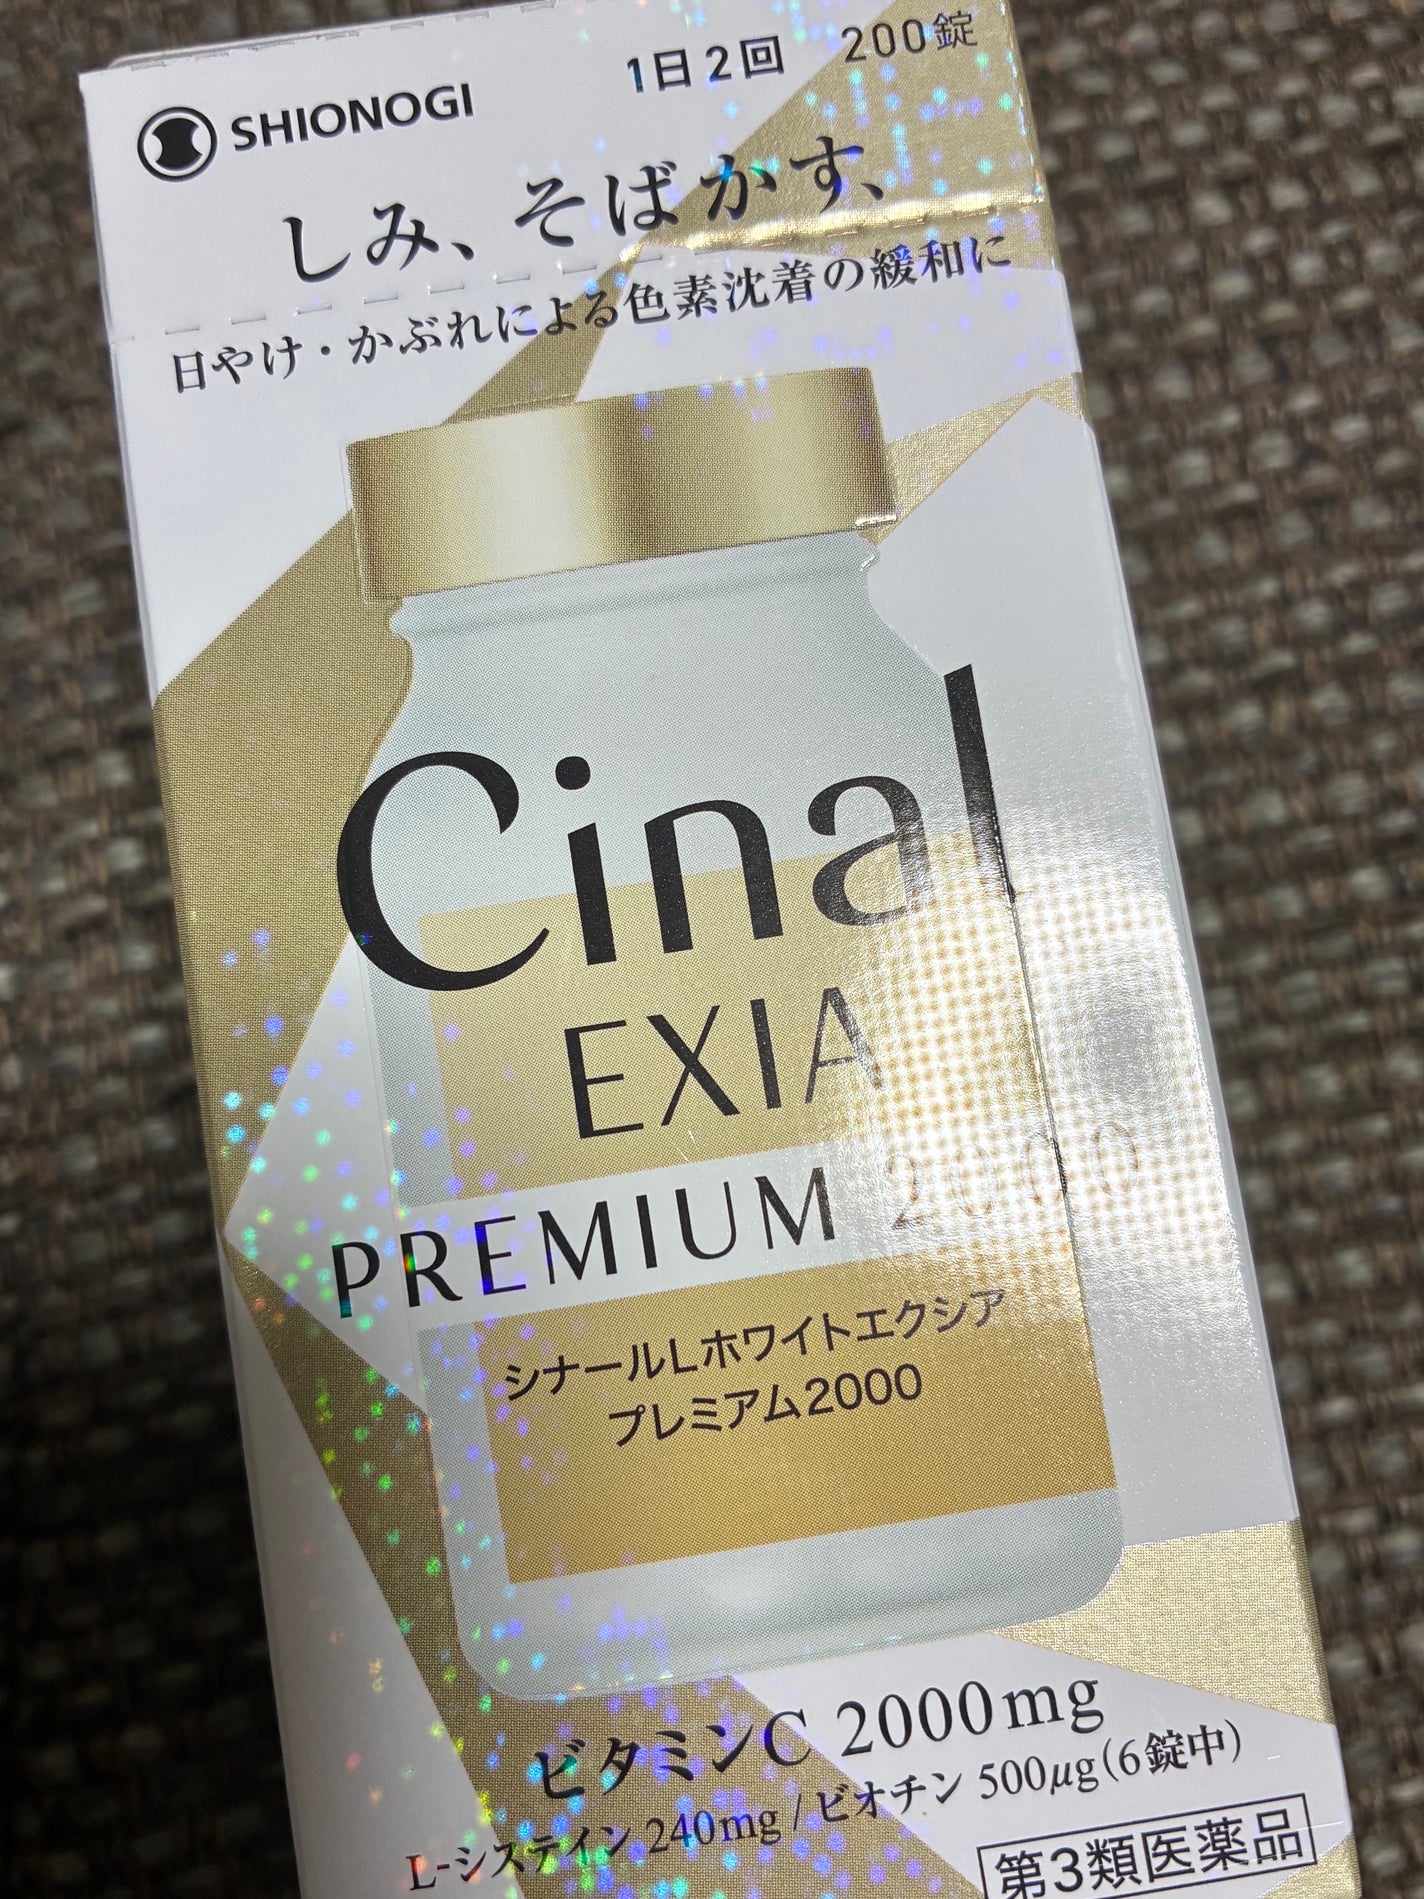 SHIONOGI
1日2回 200錠
しみ、そばかす、
日やけ・かぶれによる色素沈着の緩和に
Cinal
EXIA
PREMIUM 2000
シナールLホワイトエクシア
プレミアム2000
ビタミンC 2000mg
L-システイン 240mg / ビオチン 500μg(6錠中)
第3類医薬品